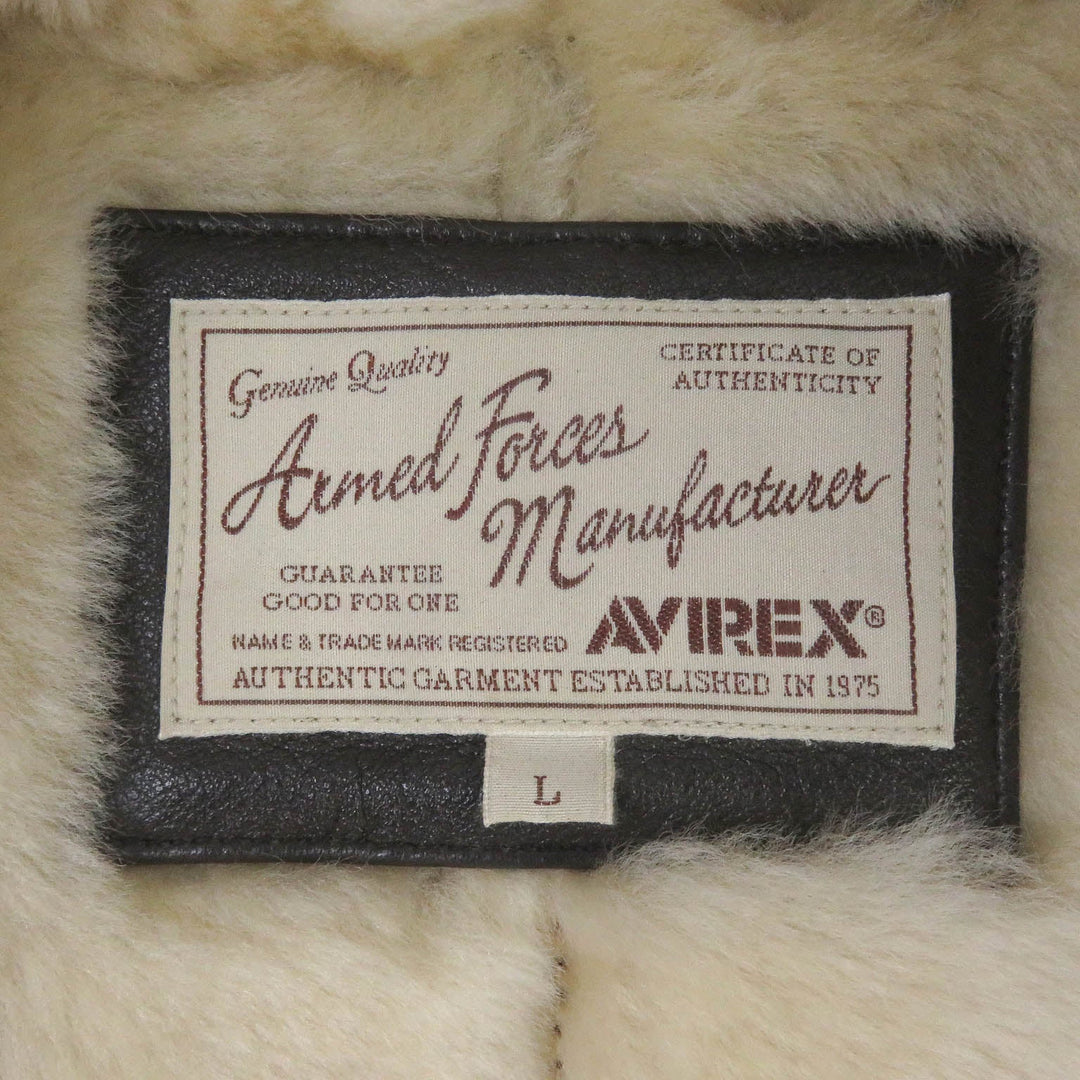 Genuine Quality
CERTIFICATE OF
AUTHENTICITY
Armed Forces
Manufacturer
GUARANTEE
GOOD FOR ONE
NAME & TRADE MARK REGISTERED
AVIREX®
AUTHENTIC GARMENT ESTABLISHED IN 1975
L